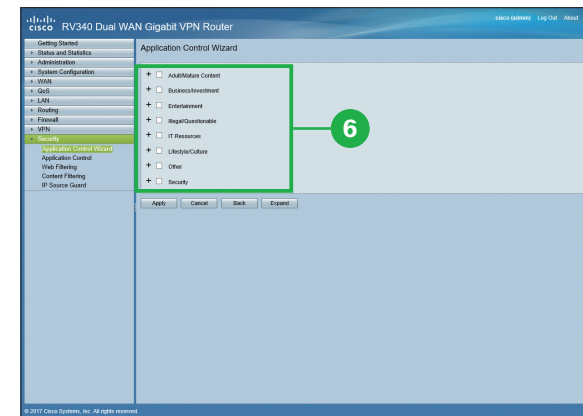 cisco RV340 Dual WAN Gigabit VPN Router
cisco (admin) Log Out About
Getting Started
Status and Statistics
Administration
System Configuration
WAN
QoS
LAN
Routing
Firewall
VPN
Security
Application Control Wizard
Application Control
Web Filtering
Content Filtering
IP Source Guard
Application Control Wizard
+ Adult/Mature Content
+ Business/Investment
+ Entertainment
+ Illegal/Questionable
+ IT Resources
+ Lifestyle/Culture
+ Other
+ Security
6
Apply Cancel Back Expand
© 2017 Cisco Systems, Inc. All rights reserved.